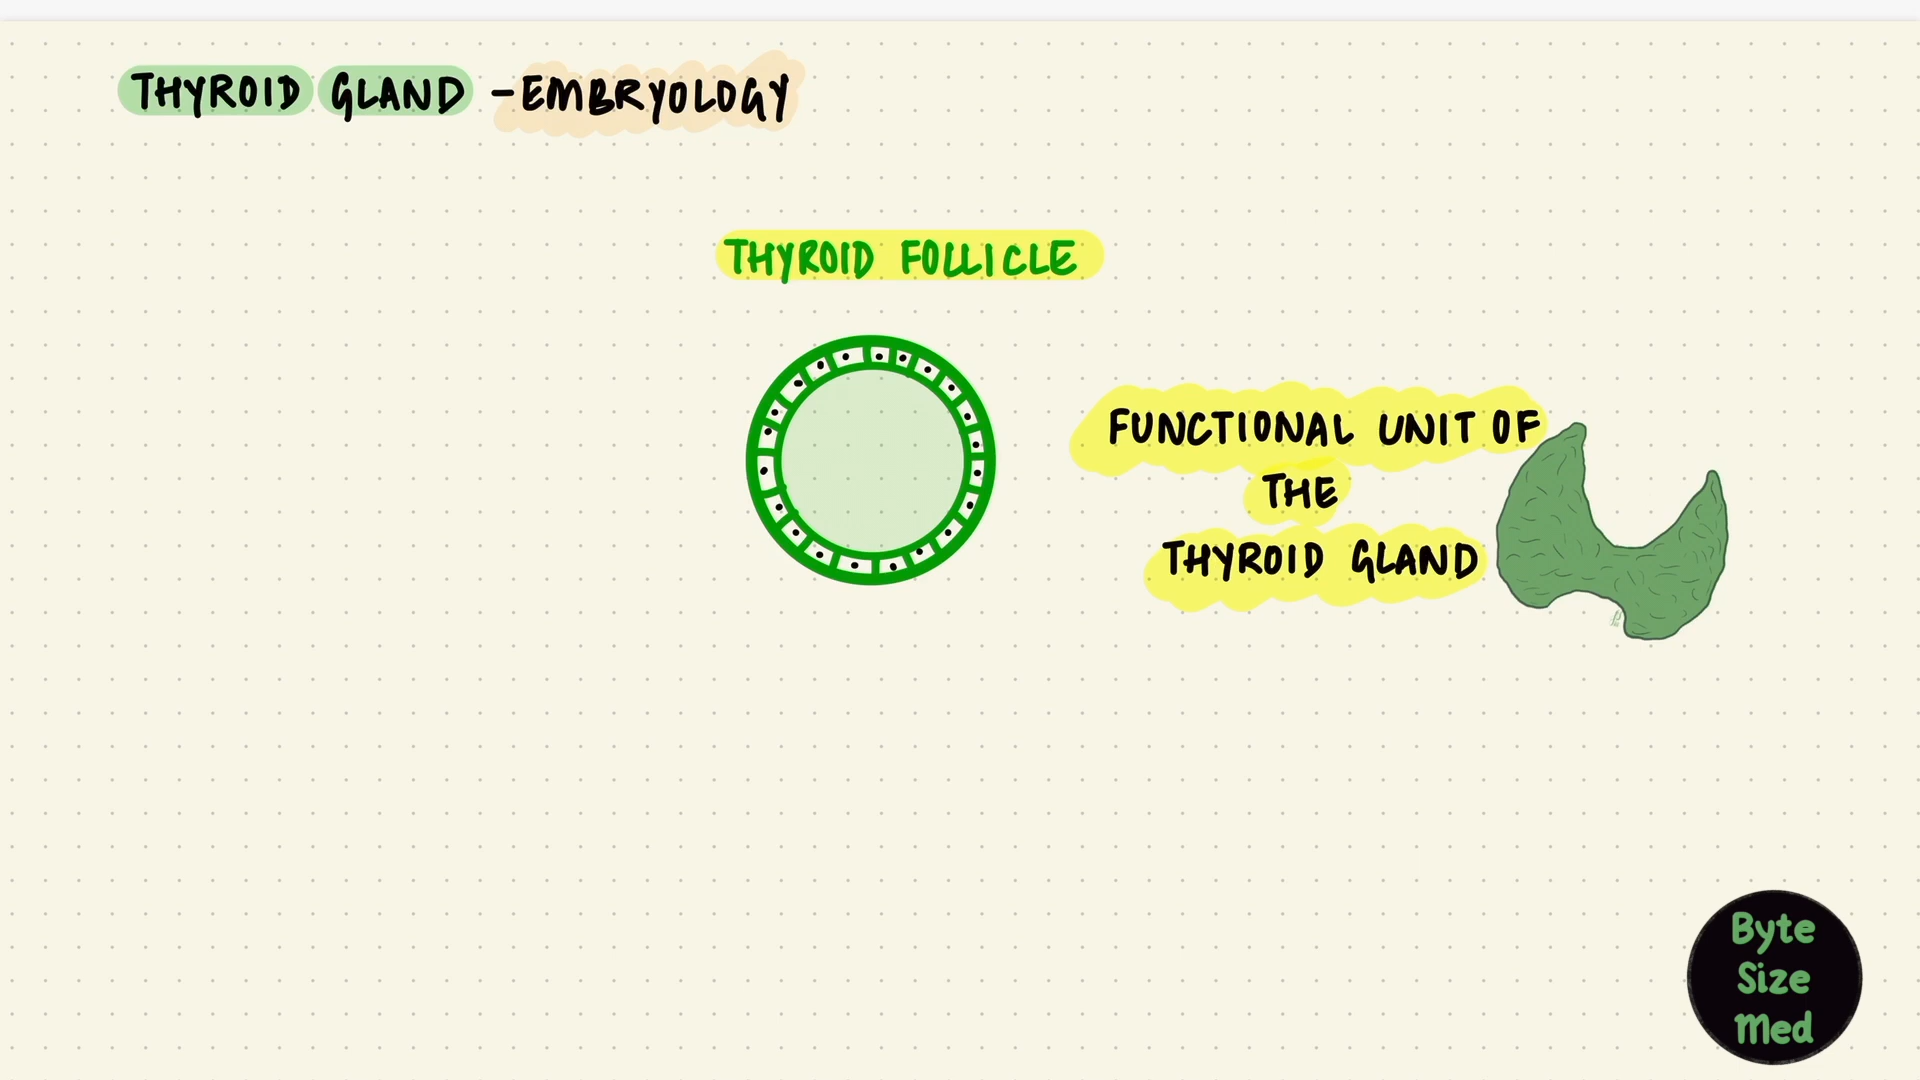 THYROID GLAND - EMBRYOLOGY
THYROID FOLLICLE
FUNCTIONAL UNIT OF
THE
THYROID GLAND
Byte
Size
Med